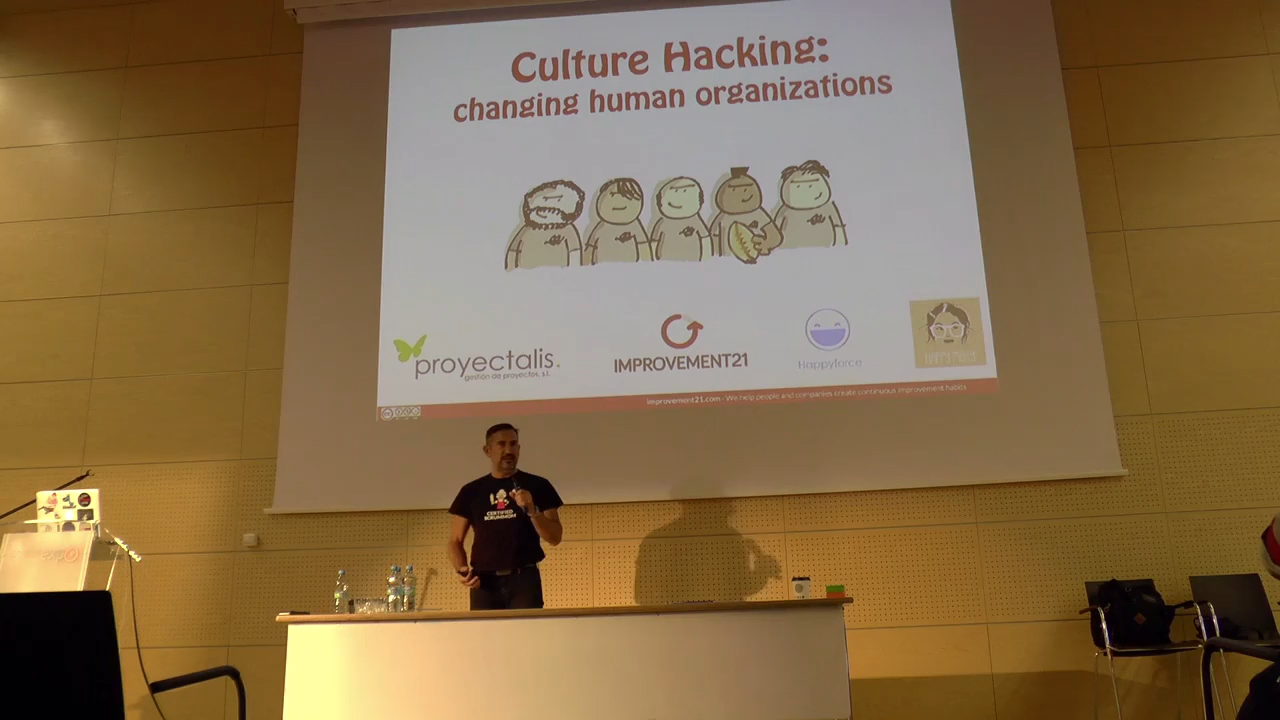 Culture Hacking:
changing human organizations
proyectalis.
gestión de proyectos, s.l.
IMPROVEMENT21
Happyforce
improvement21.com - We help people and companies create continuous improvement habits
CERTIFIED
SCRUMMOM